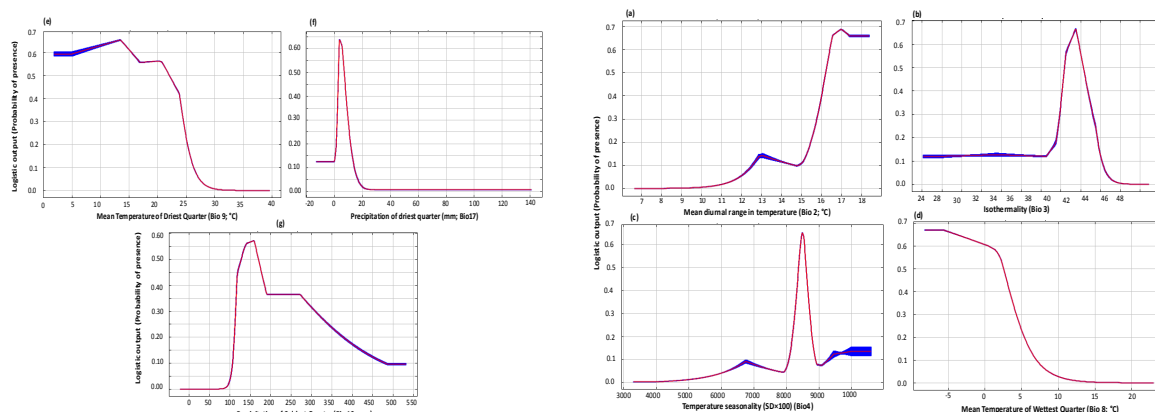 (e)
(f)
Logistic output (Probability of presence)
0.7
0.6
0.5
0.4
0.3
0.2
0.1
0.0
0 5 10 15 20 25 30 35 40
Mean Temperature of Driest Quarter (Bio 9; °C)
0.60
0.50
0.40
0.30
0.20
0.10
0.00
-20 0 20 40 60 80 100 120 140
Precipitation of driest quarter (mm; Bio17)
(g)
Logistic output (Probability of presence)
0.60
0.50
0.40
0.30
0.20
0.10
0.00
0 50 100 150 200 250 300 350 400 450 500 550
(a)
(b)
Logistic output (Probability of presence)
0.7
0.6
0.5
0.4
0.3
0.2
0.1
0.0
7 8 9 10 11 12 13 14 15 16 17 18
Mean diurnal range in temperature (Bio 2; °C)
0.6
0.5
0.4
0.3
0.2
0.1
0.0
24 26 28 30 32 34 36 38 40 42 44 46 48
Isothermality (Bio 3)
(c)
(d)
0.7
0.6
0.5
0.4
0.3
0.2
0.1
0.0
3000 4000 5000 6000 7000 8000 9000 1000
Temperature seasonality (SD×100) (Bio4)
0.7
0.6
0.5
0.4
0.3
0.2
0.1
0.0
-5 0 5 10 15 20
Mean Temperature of Wettest Quarter (Bio 8; °C)